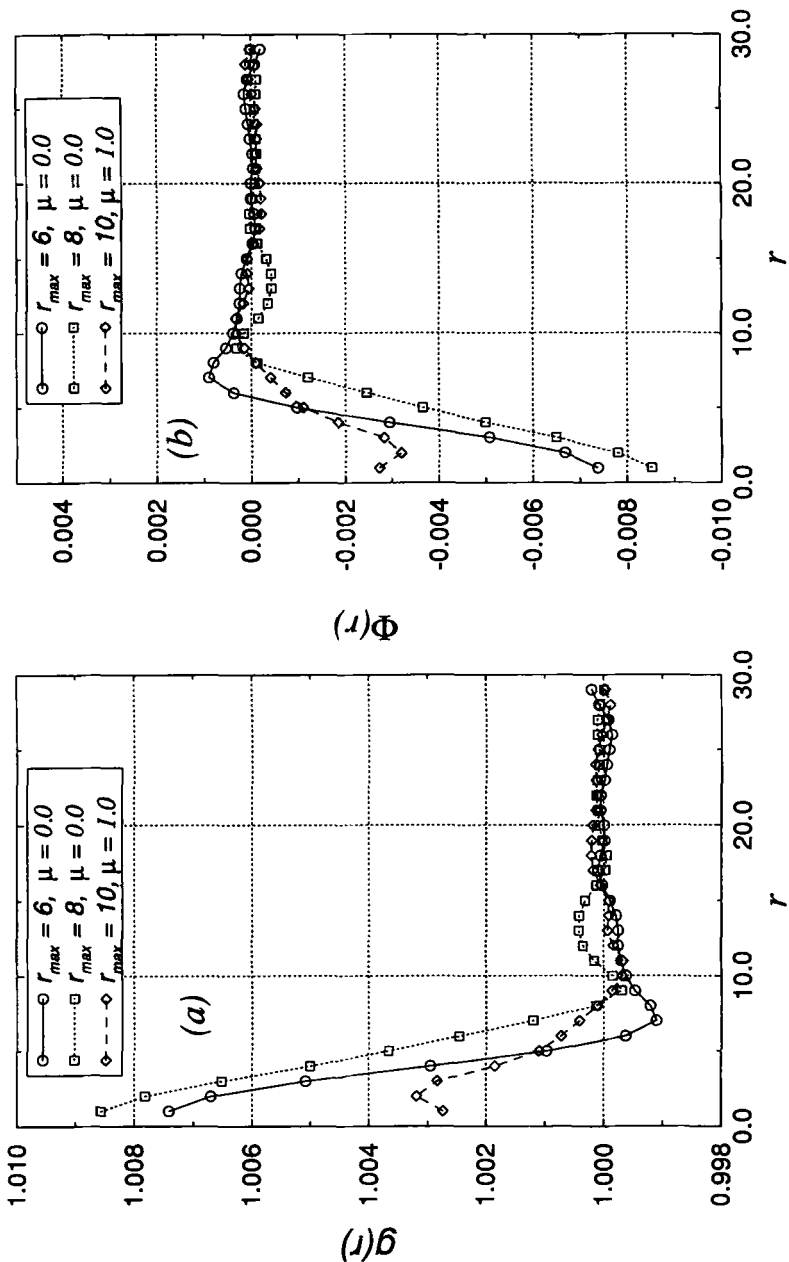 r_max = 6, μ = 0.0
r_max = 8, μ = 0.0
r_max = 10, μ = 1.0
(a)
1.010
1.008
1.006
1.004
1.002
1.000
0.998
g(r)
0.0
10.0
20.0
30.0
r
r_max = 6, μ = 0.0
r_max = 8, μ = 0.0
r_max = 10, μ = 1.0
(b)
0.004
0.002
0.000
-0.002
-0.004
-0.006
-0.008
-0.010
Φ(r)
0.0
10.0
20.0
30.0
r